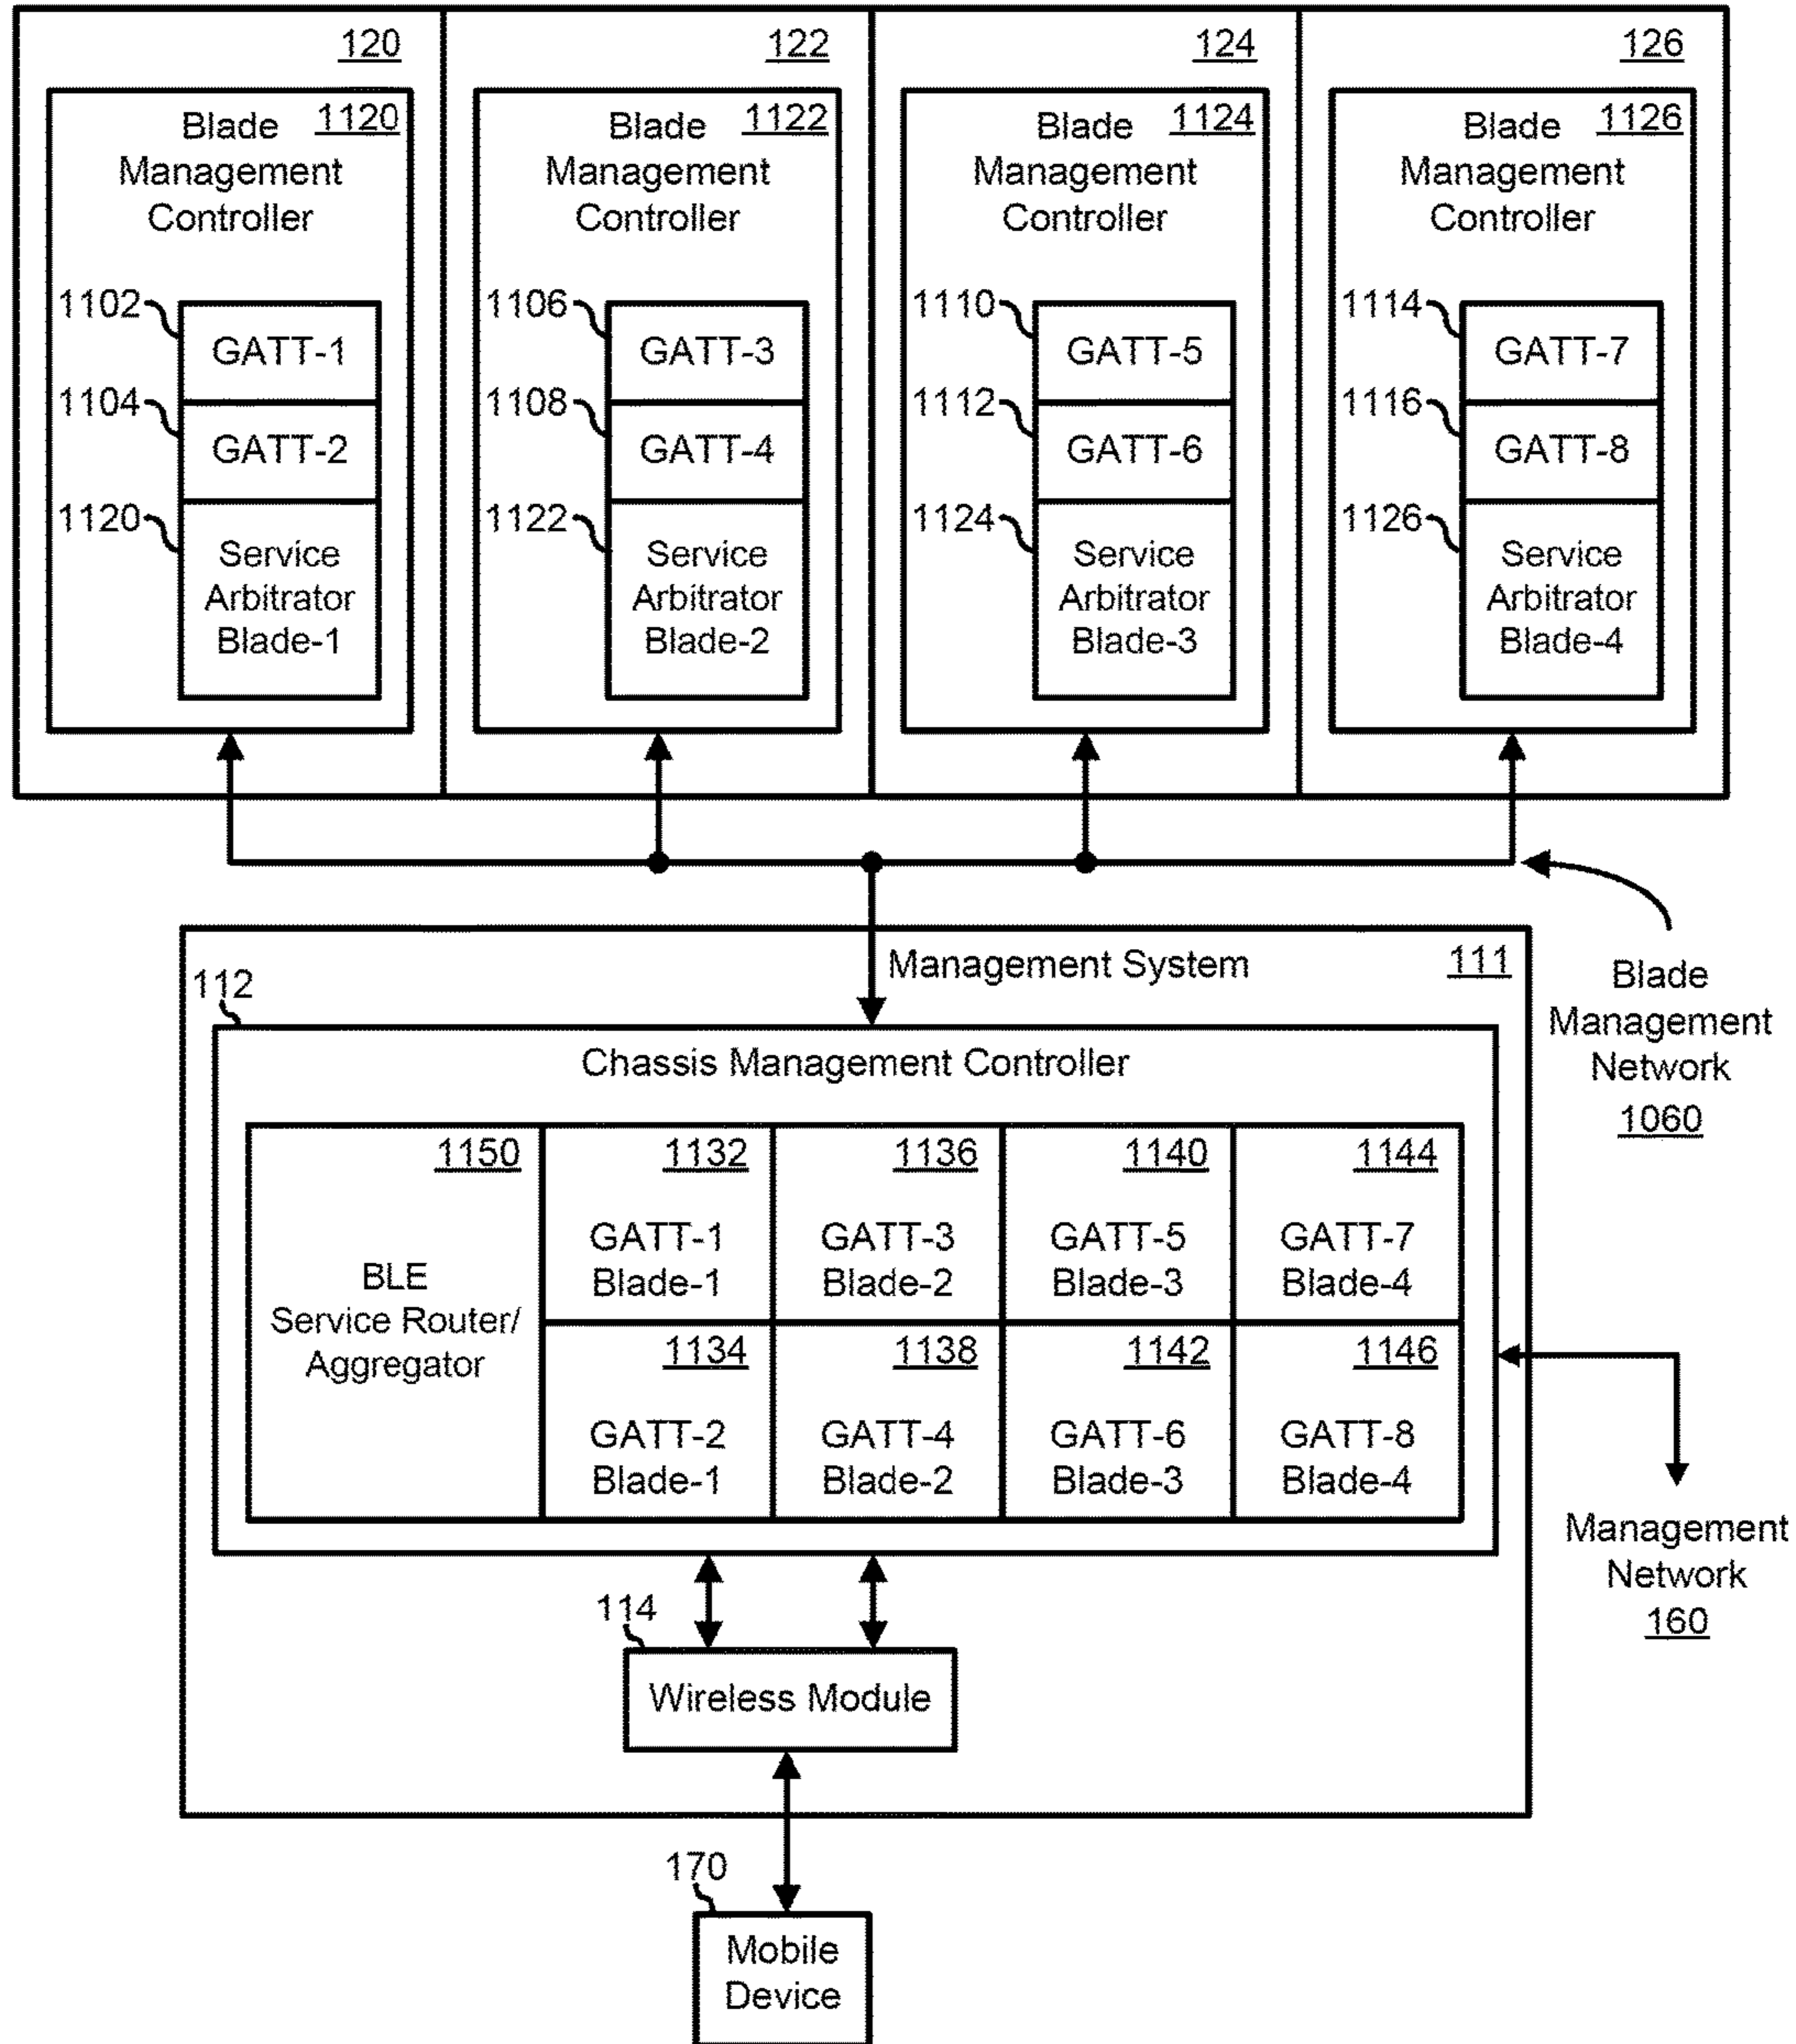 120
1120
Blade
Management
Controller
1102
GATT-1
1104
GATT-2
1120
Service
Arbitrator
Blade-1
122
1122
Blade
Management
Controller
1106
GATT-3
1108
GATT-4
1122
Service
Arbitrator
Blade-2
124
1124
Blade
Management
Controller
1110
GATT-5
1112
GATT-6
1124
Service
Arbitrator
Blade-3
126
1126
Blade
Management
Controller
1114
GATT-7
1116
GATT-8
1126
Service
Arbitrator
Blade-4
Blade
Management
Network
1060
Management System
111
112
Chassis Management Controller
1150
BLE
Service Router/
Aggregator
1132
GATT-1
Blade-1
1136
GATT-3
Blade-2
1140
GATT-5
Blade-3
1144
GATT-7
Blade-4
1134
GATT-2
Blade-1
1138
GATT-4
Blade-2
1142
GATT-6
Blade-3
1146
GATT-8
Blade-4
Management
Network
160
114
Wireless Module
170
Mobile
Device